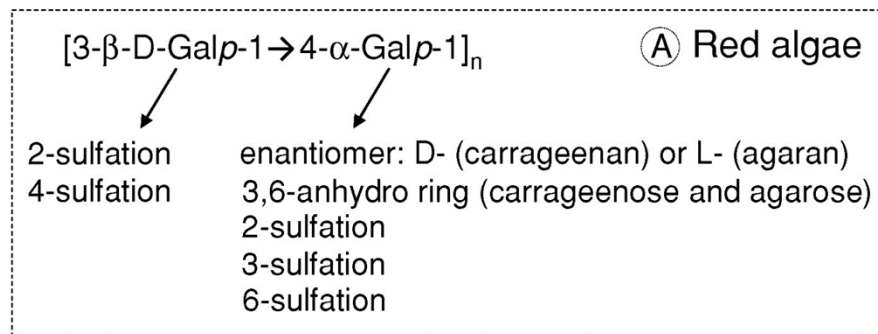 [3-β-D-Galp-1→4-α-Galp-1]n
Ⓐ Red algae
2-sulfation
4-sulfation
enantiomer: D- (carrageenan) or L- (agaran)
3,6-anhydro ring (carrageenose and agarose)
2-sulfation
3-sulfation
6-sulfation